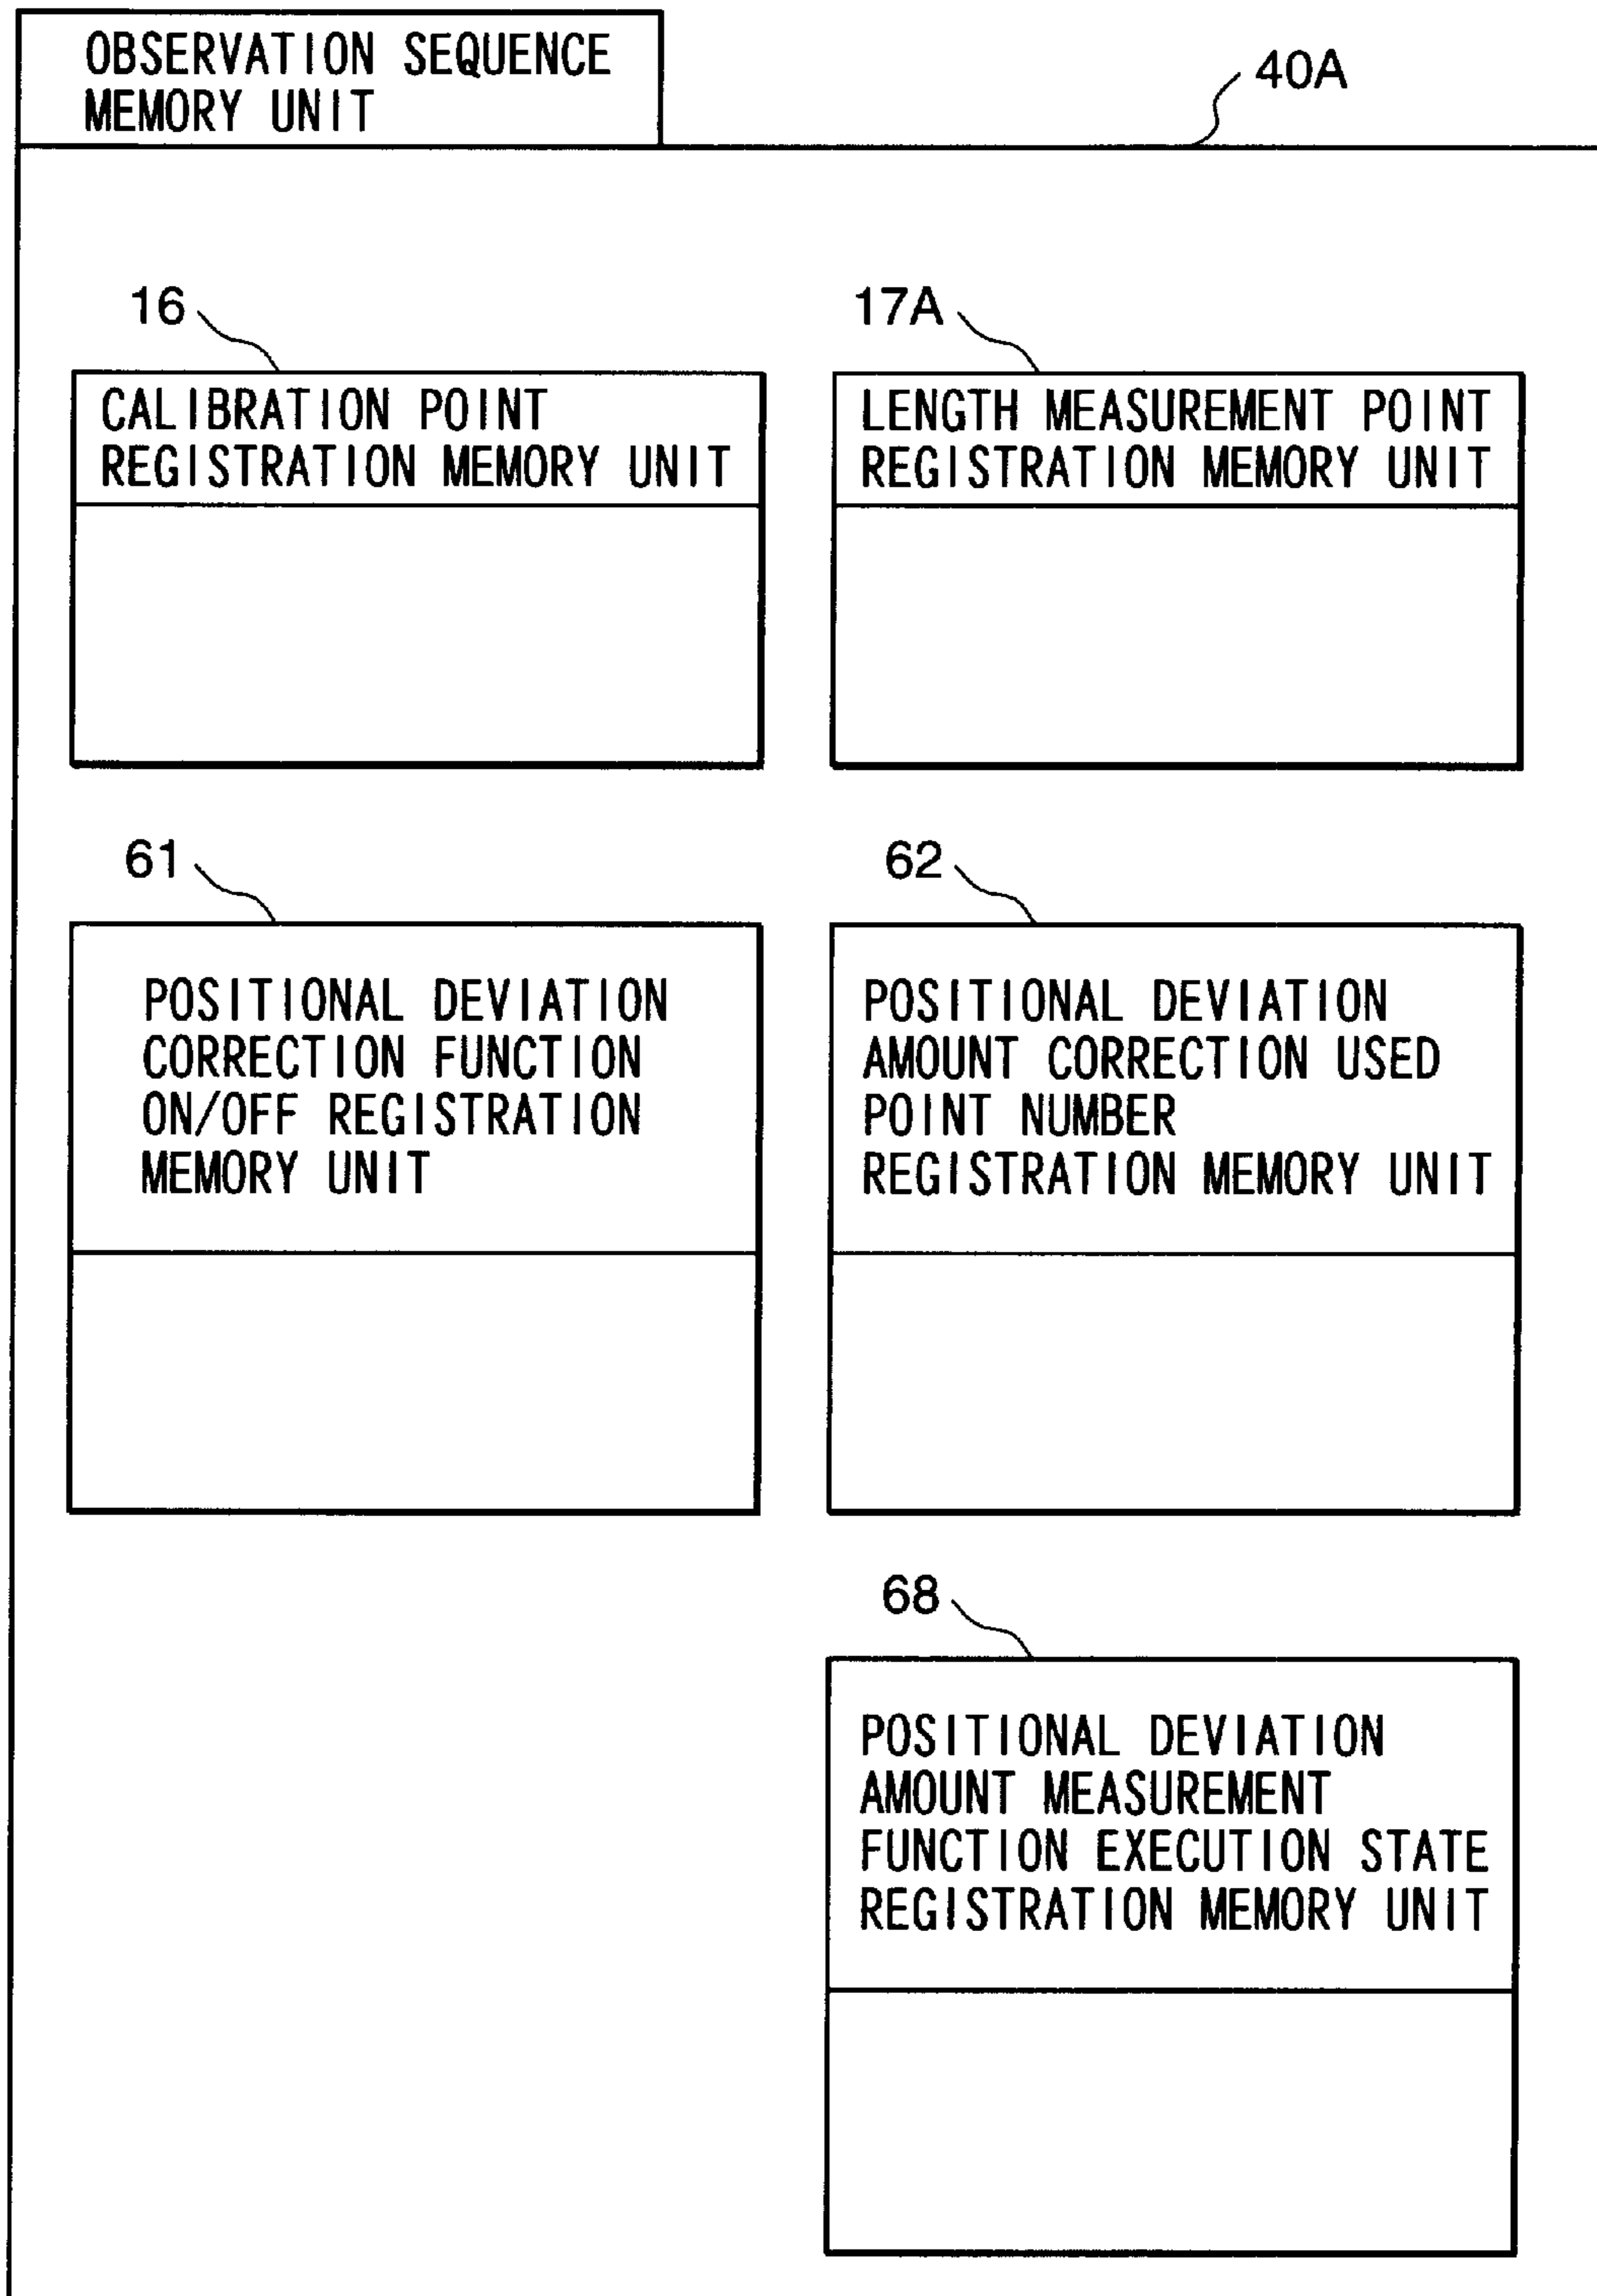 OBSERVATION SEQUENCE
MEMORY UNIT
40A
16
CALIBRATION POINT
REGISTRATION MEMORY UNIT
17A
LENGTH MEASUREMENT POINT
REGISTRATION MEMORY UNIT
61
POSITIONAL DEVIATION
CORRECTION FUNCTION
ON/OFF REGISTRATION
MEMORY UNIT
62
POSITIONAL DEVIATION
AMOUNT CORRECTION USED
POINT NUMBER
REGISTRATION MEMORY UNIT
68
POSITIONAL DEVIATION
AMOUNT MEASUREMENT
FUNCTION EXECUTION STATE
REGISTRATION MEMORY UNIT